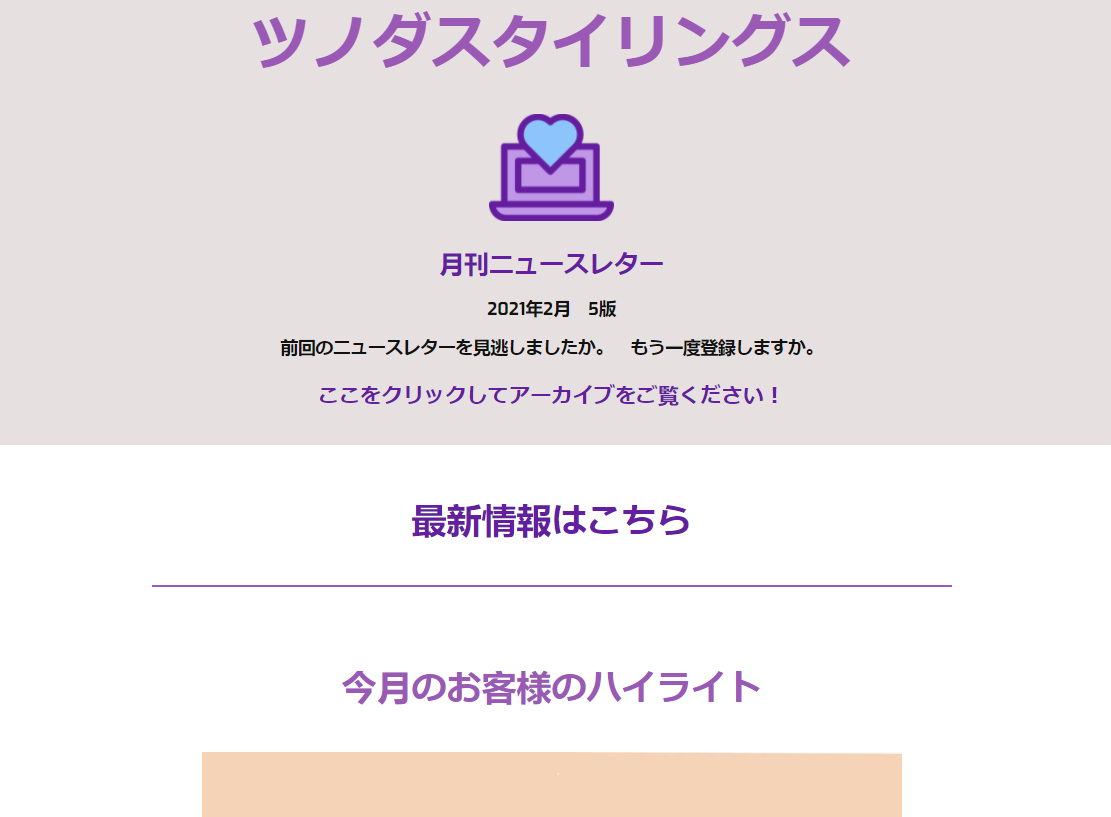 ツノダスタイリングス
月刊ニュースレター
2021年2月　5版
前回のニュースレターを見逃しましたか。　もう一度登録しますか。
ここをクリックしてアーカイブをご覧ください！
最新情報はこちら
今月のお客様のハイライト